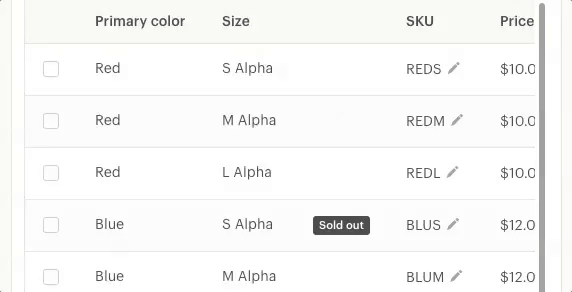 Primary color Size SKU Price
Red S Alpha REDS $10.0
Red M Alpha REDM $10.0
Red L Alpha REDL $10.0
Blue S Alpha Sold out BLUS $12.0
Blue M Alpha BLUM $12.0